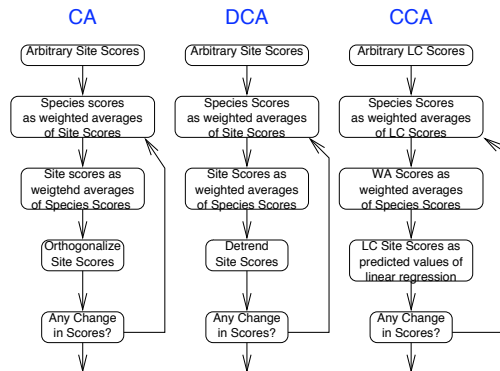 CA
Arbitrary Site Scores
Species scores
as weighted averages
of Site Scores
Site scores as
weigtehd averages
of Species Scores
Orthogonalize
Site Scores
Any Change
in Scores?
DCA
Arbitrary Site Scores
Species Scores
as weighted averages
of Site Scores
Site Scores as
weighted averages
of Species Scores
Detrend
Site Scores
Any Change
in Scores?
CCA
Arbitrary LC Scores
Species Scores
as weighted averages
of LC Scores
WA Scores as
weighted averages
of Species Scores
LC Site Scores as
predicted values of
linear regression
Any Change
in Scores?